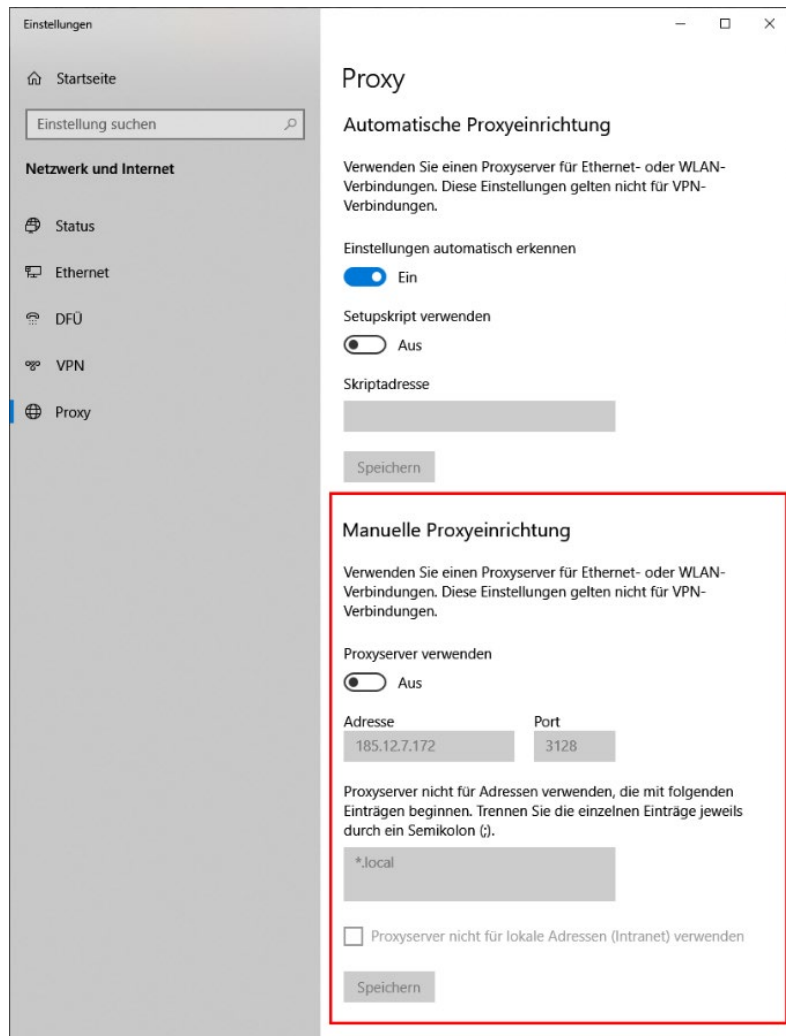 Einstellungen
Startseite
Einstellung suchen
Netzwerk und Internet
Status
Ethernet
DFÜ
VPN
Proxy
Proxy
Automatische Proxyeinrichtung
Verwenden Sie einen Proxyserver für Ethernet- oder WLAN-
Verbindungen. Diese Einstellungen gelten nicht für VPN-
Verbindungen.
Einstellungen automatisch erkennen
Ein
Setupskript verwenden
Aus
Skriptadresse
Speichern
Manuelle Proxyeinrichtung
Verwenden Sie einen Proxyserver für Ethernet- oder WLAN-
Verbindungen. Diese Einstellungen gelten nicht für VPN-
Verbindungen.
Proxyserver verwenden
Aus
Adresse Port
185.12.7.172 3128
Proxyserver nicht für Adressen verwenden, die mit folgenden
Einträgen beginnen. Trennen Sie die einzelnen Einträge jeweils
durch ein Semikolon (;).
*.local
Proxyserver nicht für lokale Adressen (Intranet) verwenden
Speichern